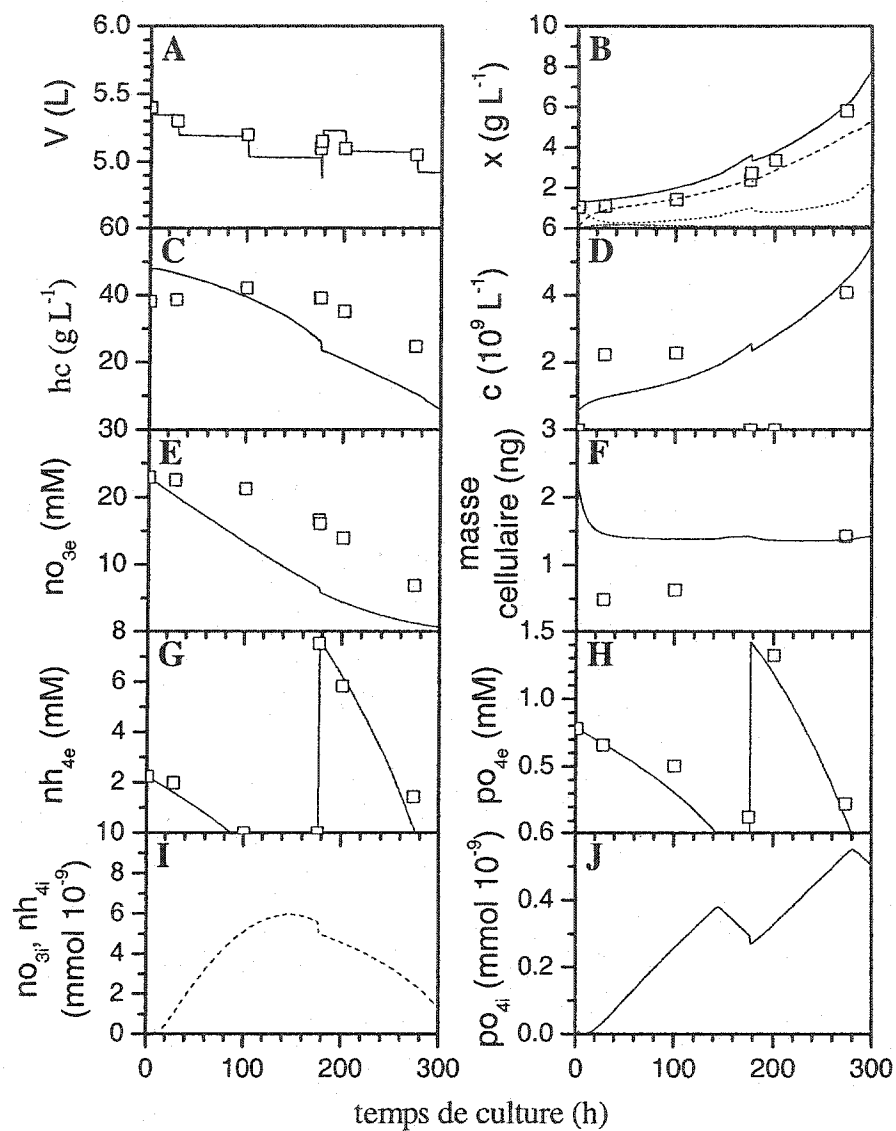 A
V (L)
6.0
5.5
5.0
60
B
x (g L⁻¹)
10
8
6
4
2
6
C
hc (g L⁻¹)
40
20
30
D
c (10⁹ L⁻¹)
4
2
3
E
no₃ₑ (mM)
20
10
8
F
masse
cellulaire (ng)
2
1
1.5
G
nh₄ₑ (mM)
6
4
2
10
H
po₄ₑ (mM)
1.0
0.5
0.6
I
no₃ᵢ, nh₄ᵢ
(mmol 10⁻⁹)
8
6
4
2
0
J
po₄ᵢ (mmol 10⁻⁹)
0.4
0.2
0.0
0 100 200 300
0 100 200 300
temps de culture (h)